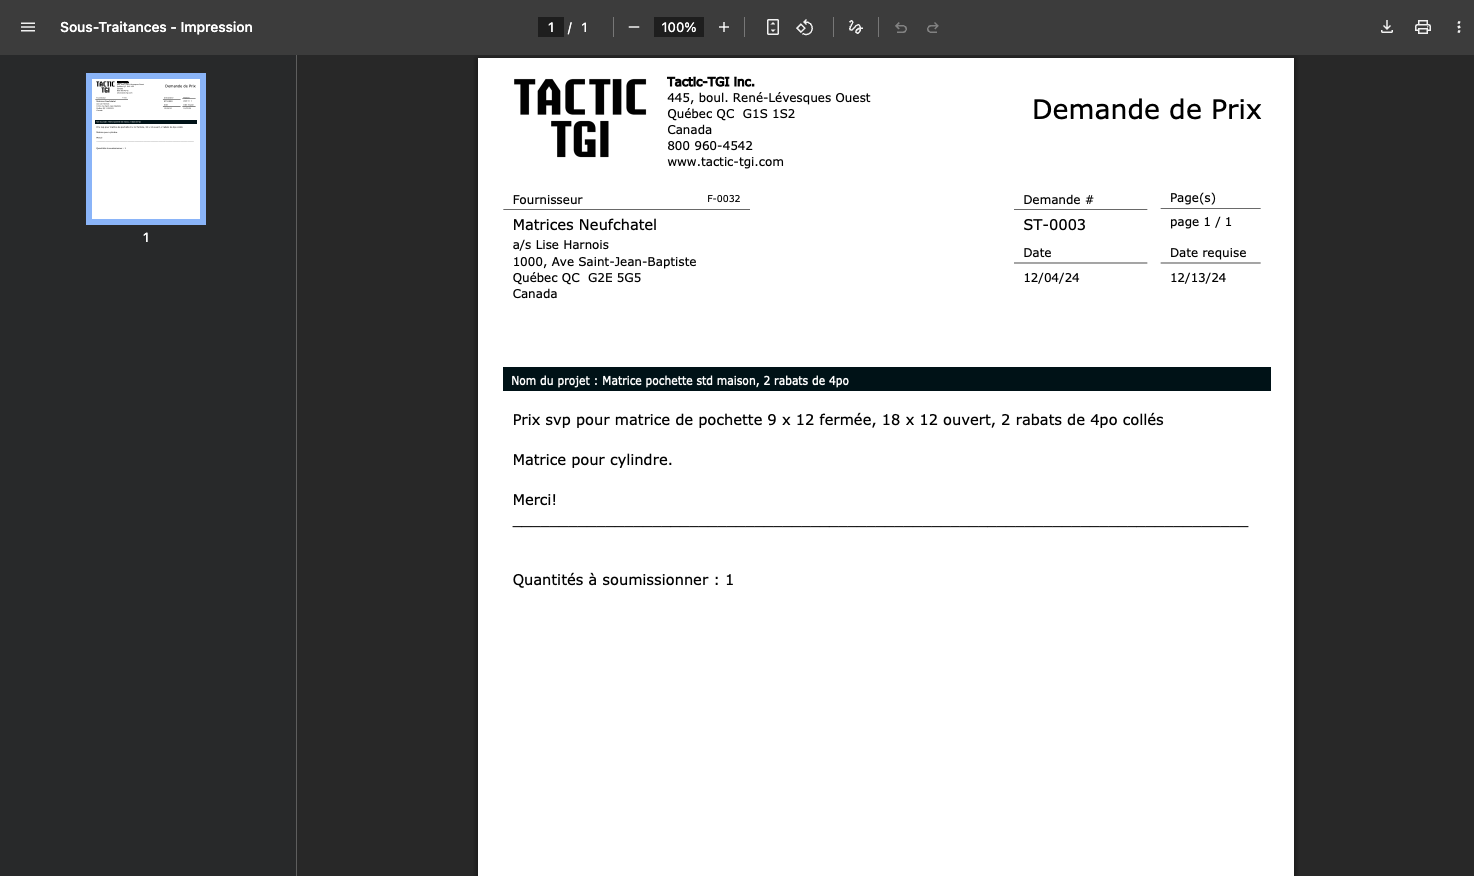 Sous-Traitances - Impression
1 / 1
100%
1
TACTIC
TGI
Tactic-TGI Inc.
445, boul. René-Lévesques Ouest
Québec QC  G1S 1S2
Canada
800 960-4542
www.tactic-tgi.com
Demande de Prix
Fournisseur F-0032
Matrices Neufchatel
a/s Lise Harnois
1000, Ave Saint-Jean-Baptiste
Québec QC  G2E 5G5
Canada
Demande # Page(s)
ST-0003 page 1 / 1
Date Date requise
12/04/24 12/13/24
Nom du projet : Matrice pochette std maison, 2 rabats de 4po
Prix svp pour matrice de pochette 9 x 12 fermée, 18 x 12 ouvert, 2 rabats de 4po collés
Matrice pour cylindre.
Merci!
Quantités à soumissionner : 1